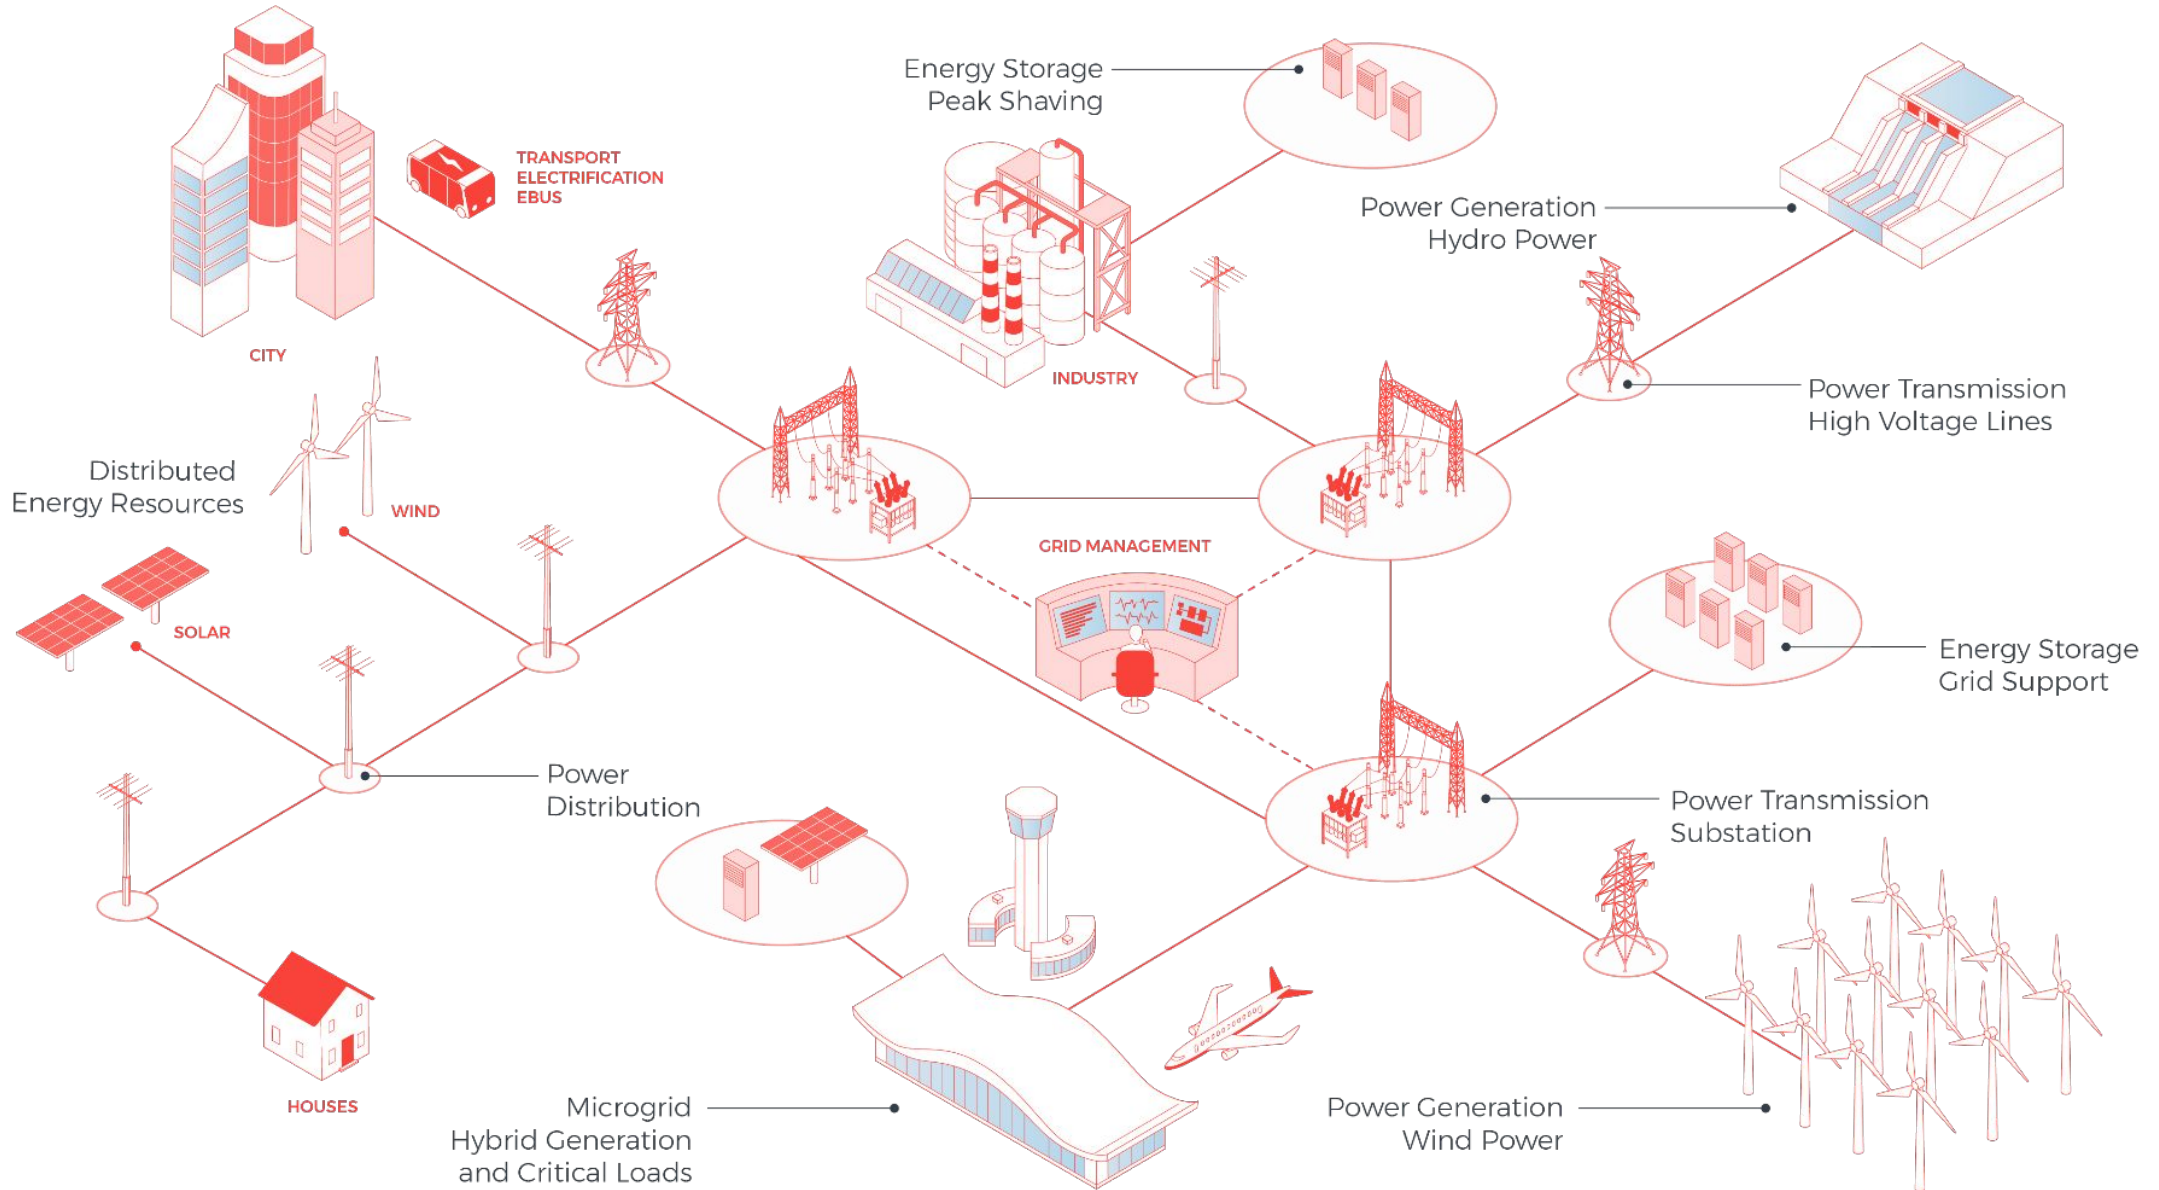 Energy Storage
Peak Shaving
TRANSPORT
ELECTRIFICATION
EBUS
Power Generation
Hydro Power
CITY
INDUSTRY
Power Transmission
High Voltage Lines
Distributed
Energy Resources
WIND
GRID MANAGEMENT
SOLAR
Energy Storage
Grid Support
Power
Distribution
Power Transmission
Substation
HOUSES
Microgrid
Hybrid Generation
and Critical Loads
Power Generation
Wind Power